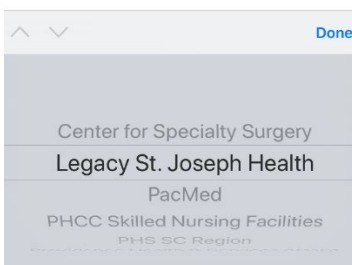 Done
Center for Specialty Surgery
Legacy St. Joseph Health
PacMed
PHCC Skilled Nursing Facilities
PHS SC Region